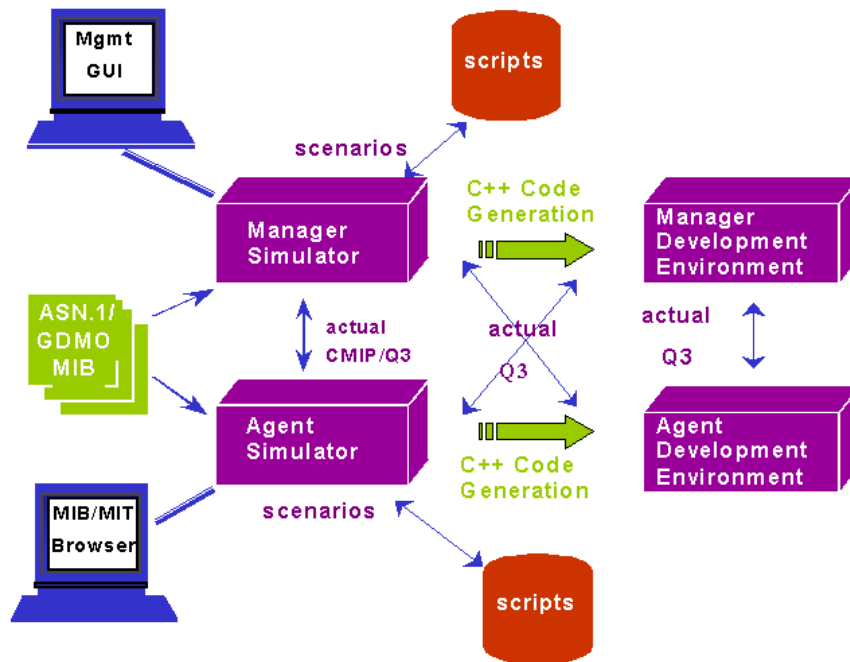 Mgmt
GUI
scripts
scenarios
C++ Code
Generation
Manager
Simulator
Manager
Development
Environment
ASN.1/
GDMO
MIB
actual
CMIP/Q3
actual
Q3
actual
Q3
Agent
Simulator
Agent
Development
Environment
C++ Code
Generation
MIB/MIT
Browser
scenarios
scripts